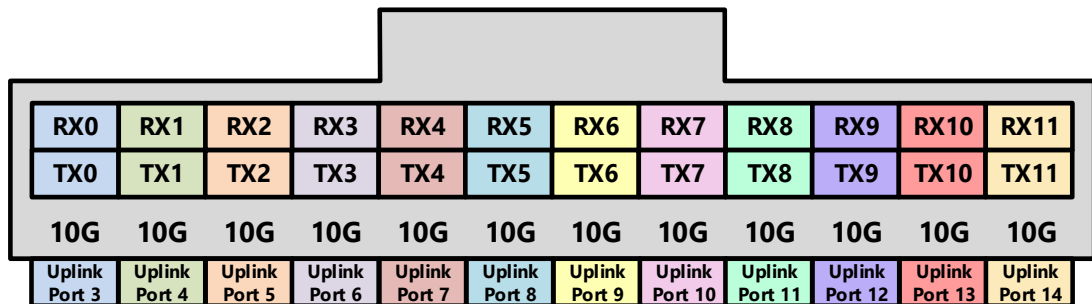 RX0 RX1 RX2 RX3 RX4 RX5 RX6 RX7 RX8 RX9 RX10 RX11
TX0 TX1 TX2 TX3 TX4 TX5 TX6 TX7 TX8 TX9 TX10 TX11
10G 10G 10G 10G 10G 10G 10G 10G 10G 10G 10G 10G
Uplink Uplink Uplink Uplink Uplink Uplink Uplink Uplink Uplink Uplink Uplink Uplink
Port 3 Port 4 Port 5 Port 6 Port 7 Port 8 Port 9 Port 10 Port 11 Port 12 Port 13 Port 14